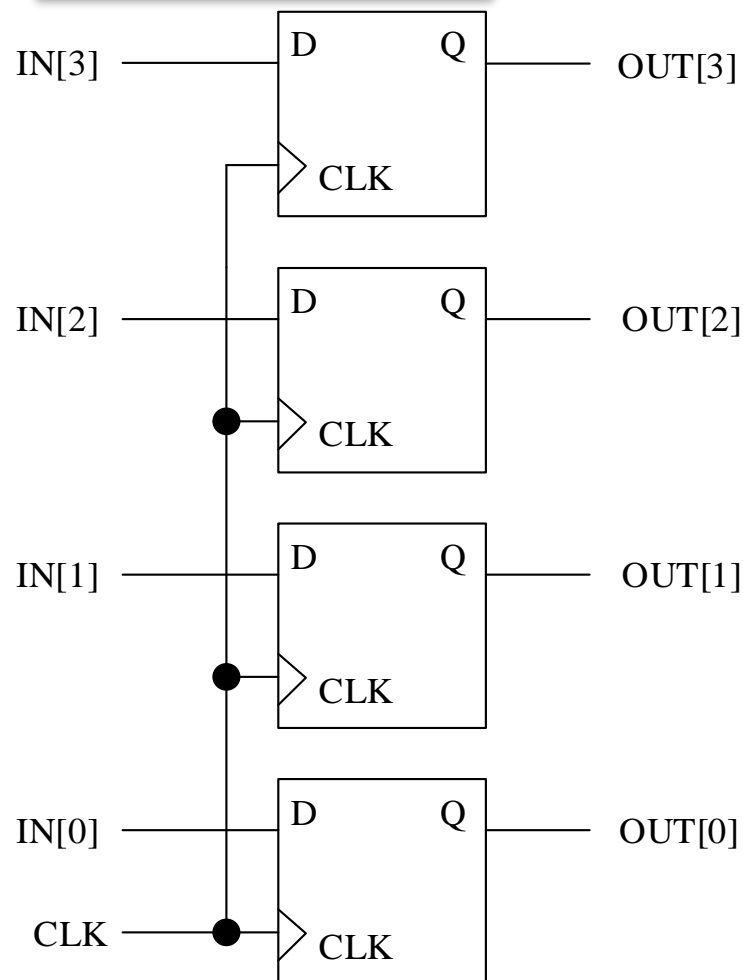 D Q
IN[3] OUT[3]
CLK
D Q
IN[2] OUT[2]
CLK
D Q
IN[1] OUT[1]
CLK
D Q
IN[0] OUT[0]
CLK CLK